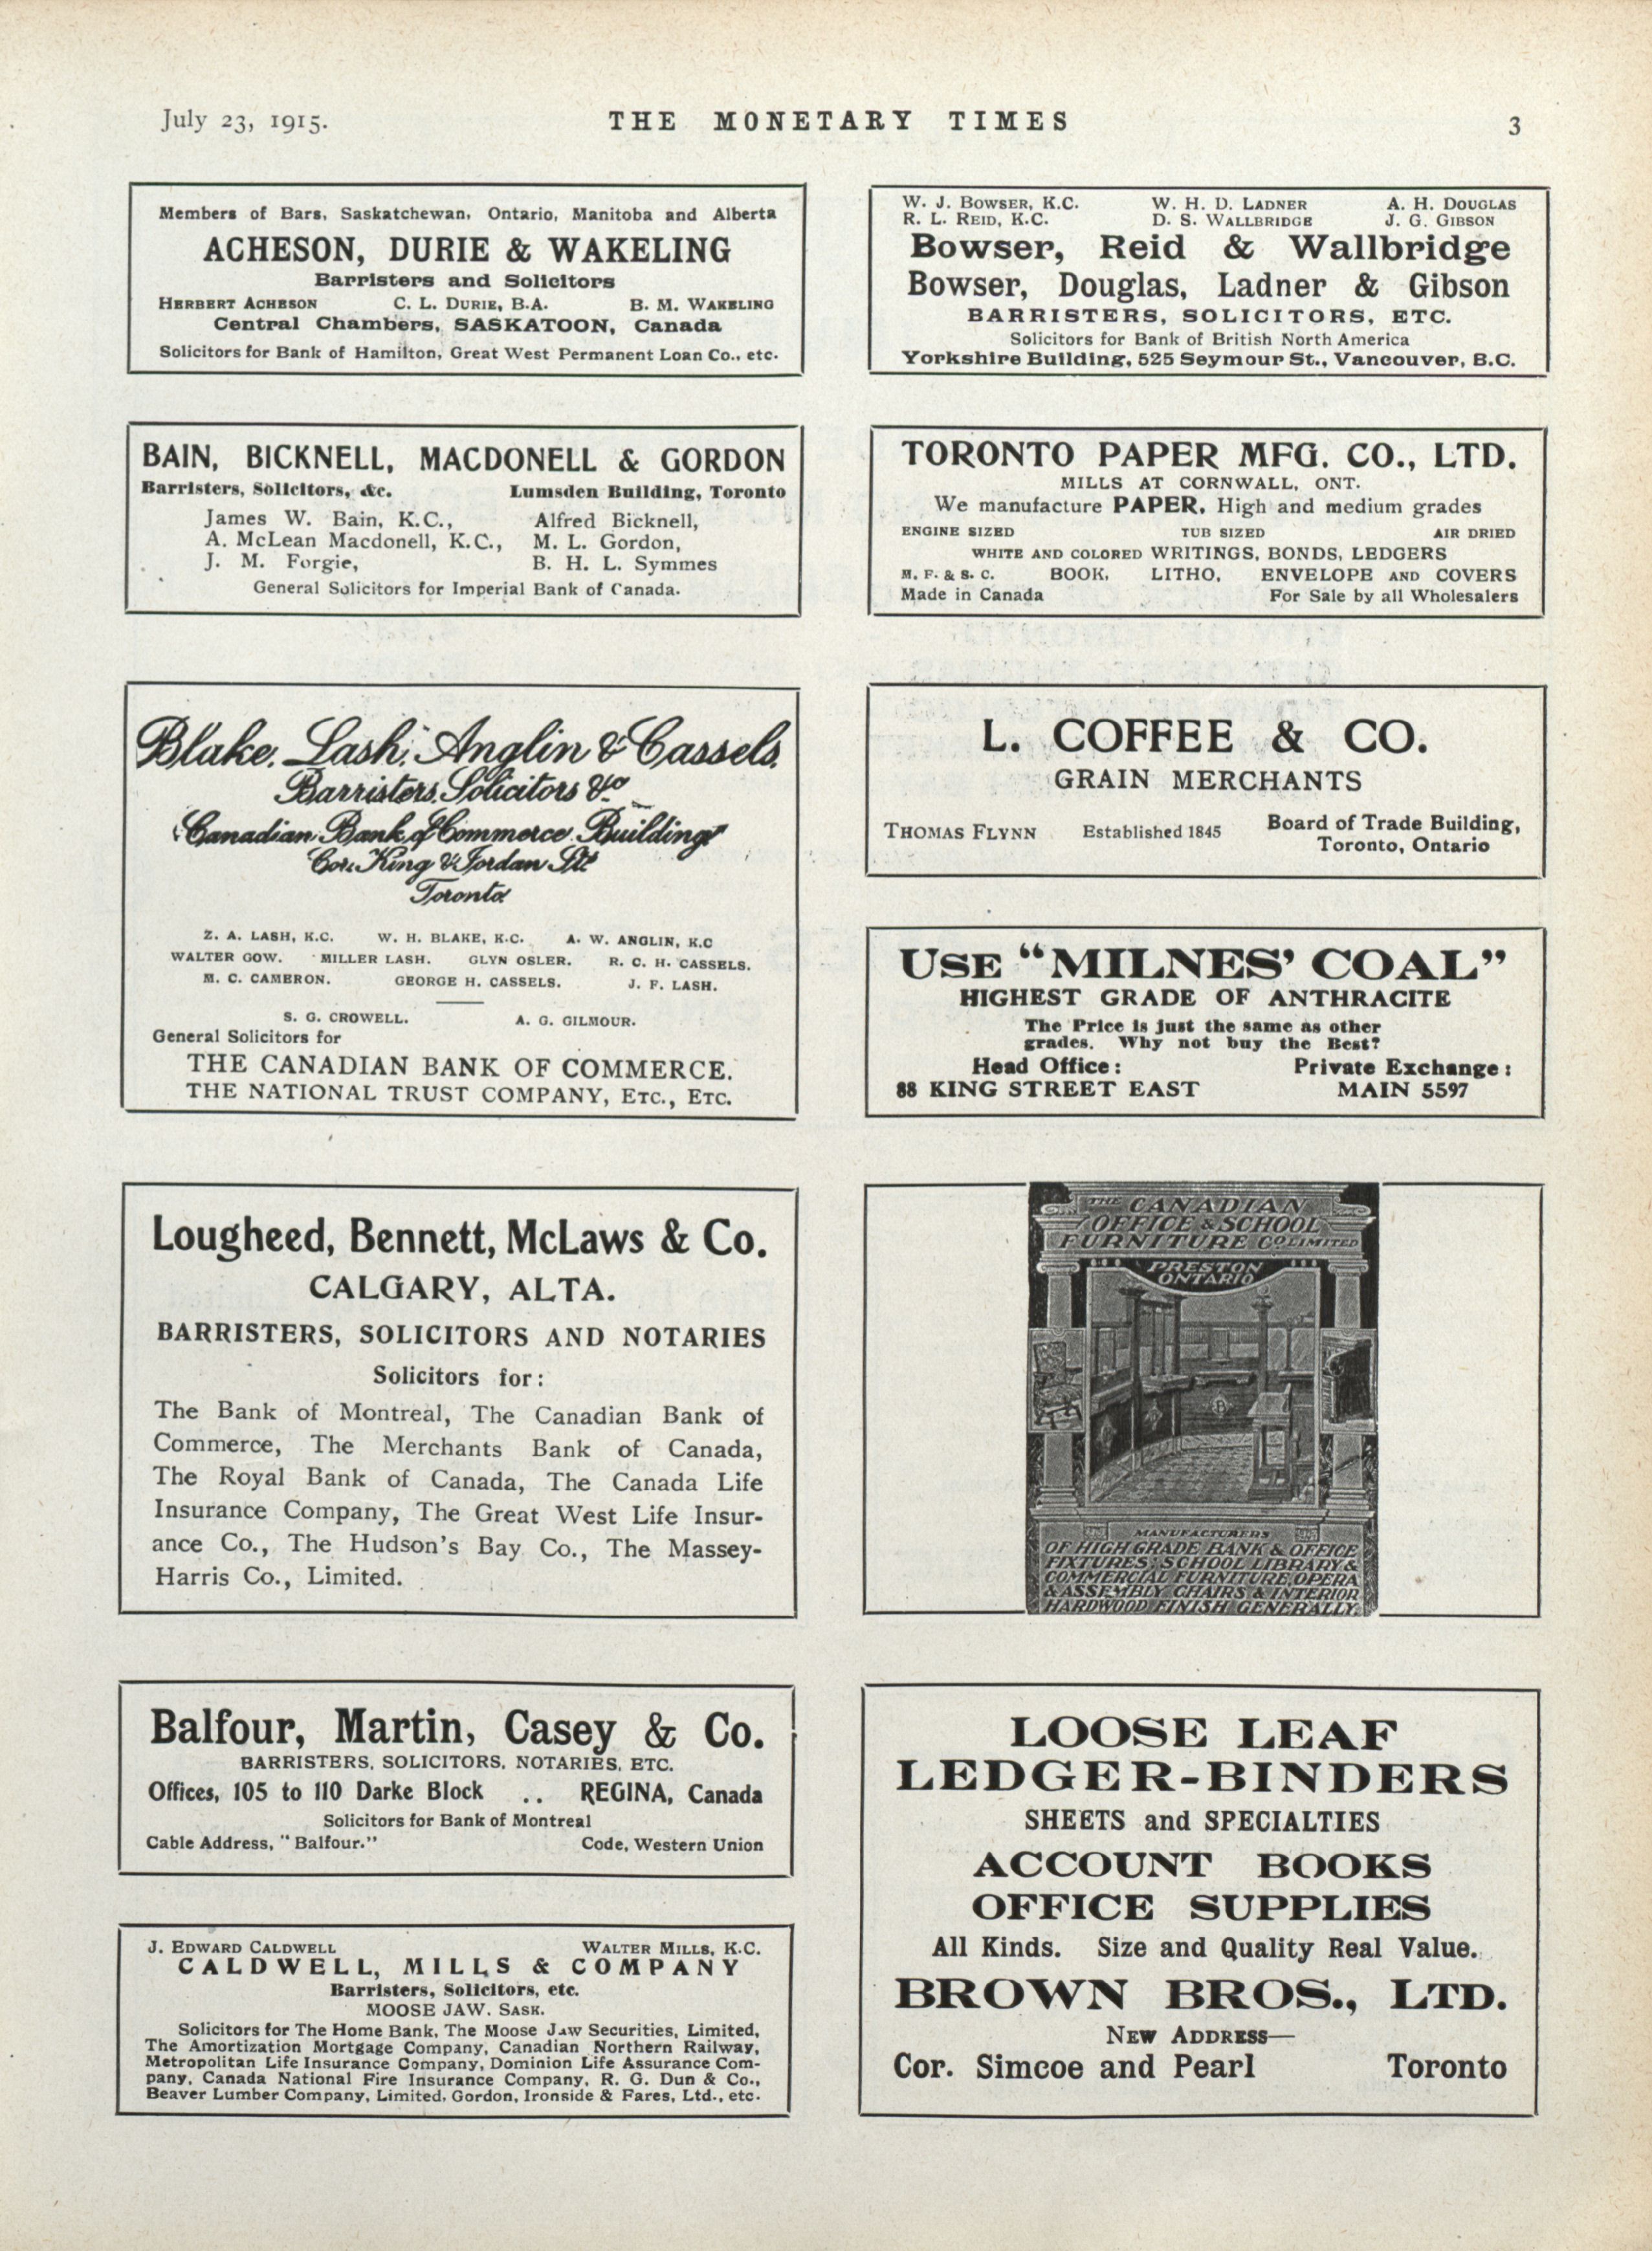 July 23, 1915.
THE MONETARY TIMES
3
Members of Bars, Saskatchewan, Ontario, Manitoba and Alberta
ACHESON, DURIE & WAKELING
Barristers and Solicitors
HERBERT ACHESON C. L. DURIE, B.A. B. M. WAKELING
Central Chambers, SASKATOON, Canada
Solicitors for Bank of Hamilton, Great West Permanent Loan Co., etc.
BAIN, BICKNELL, MACDONELL & GORDON
Barristers, Solicitors, &c. Lumsden Building, Toronto
James W. Bain, K.C., Alfred Bicknell,
A. McLean Macdonell, K.C., M. L. Gordon,
J. M. Forgie, B. H. L. Symmes
General Solicitors for Imperial Bank of Canada.
Blake, Lash, Anglin & Cassels,
Barristers, Solicitors &c
Canadian Bank of Commerce Building
Cor. King & Jordan Sts
Toronto
Z. A. LASH, K.C. W. H. BLAKE, K.C. A. W. ANGLIN, K.C
WALTER GOW. MILLER LASH. GLYN OSLER. R. C. H. CASSELS.
M. C. CAMERON. GEORGE H. CASSELS. J. F. LASH.
S. G. CROWELL. A. G. GILMOUR.
General Solicitors for
THE CANADIAN BANK OF COMMERCE.
THE NATIONAL TRUST COMPANY, ETC., ETC.
Lougheed, Bennett, McLaws & Co.
CALGARY, ALTA.
BARRISTERS, SOLICITORS AND NOTARIES
Solicitors for:
The Bank of Montreal, The Canadian Bank of
Commerce, The Merchants Bank of Canada,
The Royal Bank of Canada, The Canada Life
Insurance Company, The Great West Life Insur-
ance Co., The Hudson's Bay Co., The Massey-
Harris Co., Limited.
Balfour, Martin, Casey & Co.
BARRISTERS, SOLICITORS, NOTARIES, ETC.
Offices, 105 to 110 Darke Block .. REGINA, Canada
Solicitors for Bank of Montreal
Cable Address, "Balfour." Code, Western Union
J. EDWARD CALDWELL WALTER MILLS, K.C.
CALDWELL, MILLS & COMPANY
Barristers, Solicitors, etc.
MOOSE JAW, SASK.
Solicitors for The Home Bank, The Moose Jaw Securities, Limited,
The Amortization Mortgage Company, Canadian Northern Railway,
Metropolitan Life Insurance Company, Dominion Life Assurance Com-
pany, Canada National Fire Insurance Company, R. G. Dun & Co.,
Beaver Lumber Company, Limited, Gordon, Ironside & Fares, Ltd., etc.
W. J. BOWSER, K.C. W. H. D. LADNER A. H. DOUGLAS
R. L. REID, K.C. D. S. WALLBRIDGE J. G. GIBSON
Bowser, Reid & Wallbridge
Bowser, Douglas, Ladner & Gibson
BARRISTERS, SOLICITORS, ETC.
Solicitors for Bank of British North America
Yorkshire Building, 525 Seymour St., Vancouver, B.C.
TORONTO PAPER MFG. CO., LTD.
MILLS AT CORNWALL, ONT.
We manufacture PAPER, High and medium grades
ENGINE SIZED TUB SIZED AIR DRIED
WHITE AND COLORED WRITINGS, BONDS, LEDGERS
M. F. & S. C. BOOK, LITHO, ENVELOPE AND COVERS
Made in Canada For Sale by all Wholesalers
L. COFFEE & CO.
GRAIN MERCHANTS
THOMAS FLYNN Established 1845 Board of Trade Building,
Toronto, Ontario
USE "MILNES' COAL"
HIGHEST GRADE OF ANTHRACITE
The Price is just the same as other
grades. Why not buy the Best?
Head Office: Private Exchange:
88 KING STREET EAST MAIN 5597
THE CANADIAN
OFFICE & SCHOOL
FURNITURE CO LIMITED
PRESTON
ONTARIO
MANUFACTURERS
OF HIGH GRADE BANK & OFFICE
FIXTURES; SCHOOL LIBRARY &
COMMERCIAL FURNITURE, OPERA
& ASSEMBLY CHAIRS & INTERIOR
HARDWOOD FINISH GENERALLY.
LOOSE LEAF
LEDGER-BINDERS
SHEETS and SPECIALTIES
ACCOUNT BOOKS
OFFICE SUPPLIES
All Kinds. Size and Quality Real Value.
BROWN BROS., LTD.
NEW ADDRESS—
Cor. Simcoe and Pearl Toronto